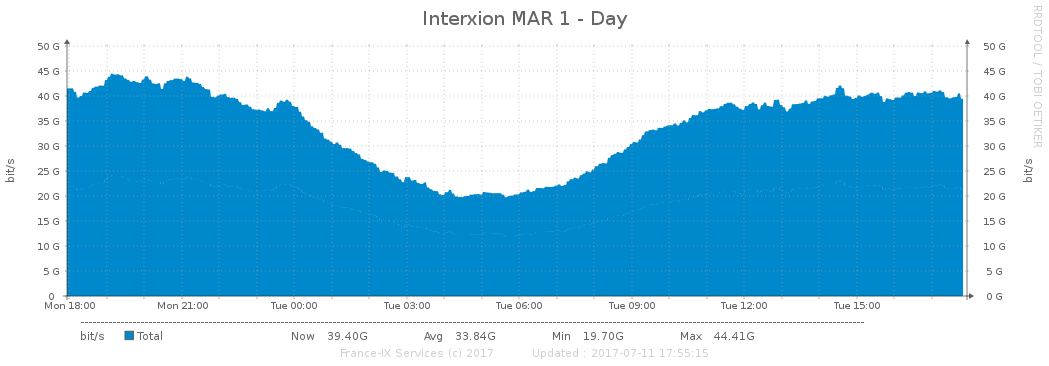 Interxion MAR 1 - Day
RRDTOOL / TOBI OETIKER
bit/s
50 G 50 G
45 G 45 G
40 G 40 G
35 G 35 G
30 G 30 G
25 G 25 G
20 G 20 G
15 G 15 G
10 G 10 G
5 G 5 G
0 0 G
bit/s
Mon 18:00 Mon 21:00 Tue 00:00 Tue 03:00 Tue 06:00 Tue 09:00 Tue 12:00 Tue 15:00
bit/s Total Now 39.40G Avg 33.84G Min 19.70G Max 44.41G
France-IX Services (c) 2017 Updated : 2017-07-11 17:55:15